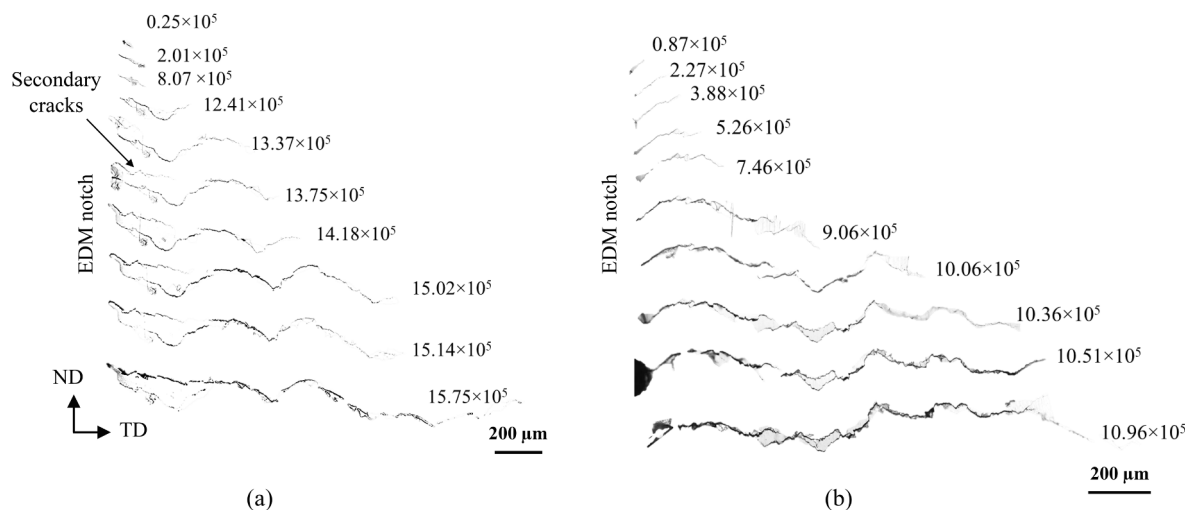 0.25×10⁵
2.01×10⁵
8.07 ×10⁵
Secondary
cracks
12.41×10⁵
13.37×10⁵
13.75×10⁵
EDM notch
14.18×10⁵
15.02×10⁵
15.14×10⁵
15.75×10⁵
ND
TD
200 µm
(a)
0.87×10⁵
2.27×10⁵
3.88×10⁵
5.26×10⁵
7.46×10⁵
EDM notch
9.06×10⁵
10.06×10⁵
10.36×10⁵
10.51×10⁵
10.96×10⁵
200 µm
(b)